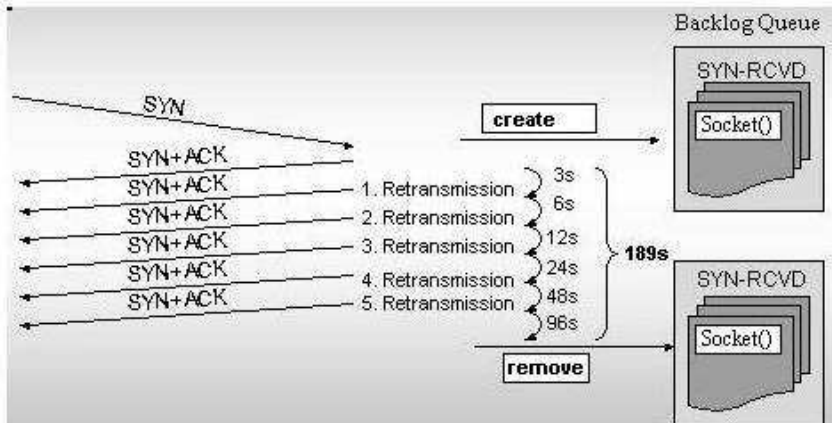 Backlog Queue
SYN-RCVD
Socket()
create
SYN
SYN+ACK
3s
SYN+ACK
1. Retransmission
6s
SYN+ACK
2. Retransmission
12s
SYN+ACK
3. Retransmission
189s
24s
SYN+ACK
4. Retransmission
48s
SYN+ACK
5. Retransmission
96s
remove
SYN-RCVD
Socket()